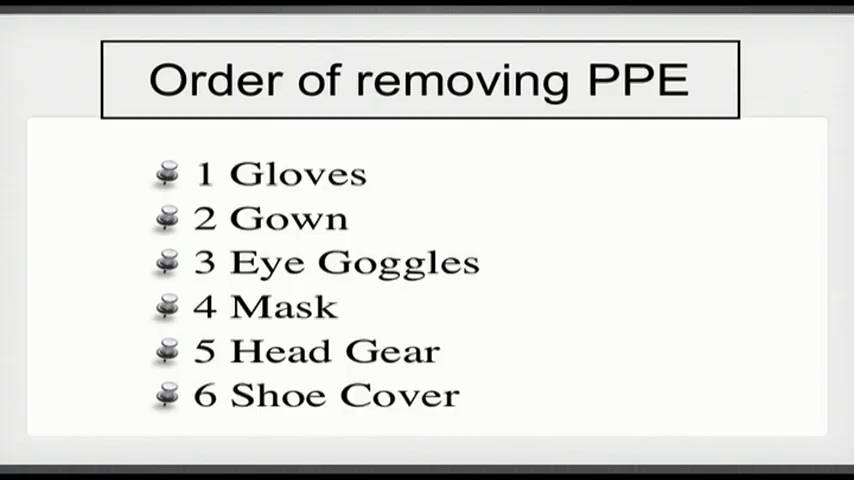 Order of removing PPE
1 Gloves
2 Gown
3 Eye Goggles
4 Mask
5 Head Gear
6 Shoe Cover